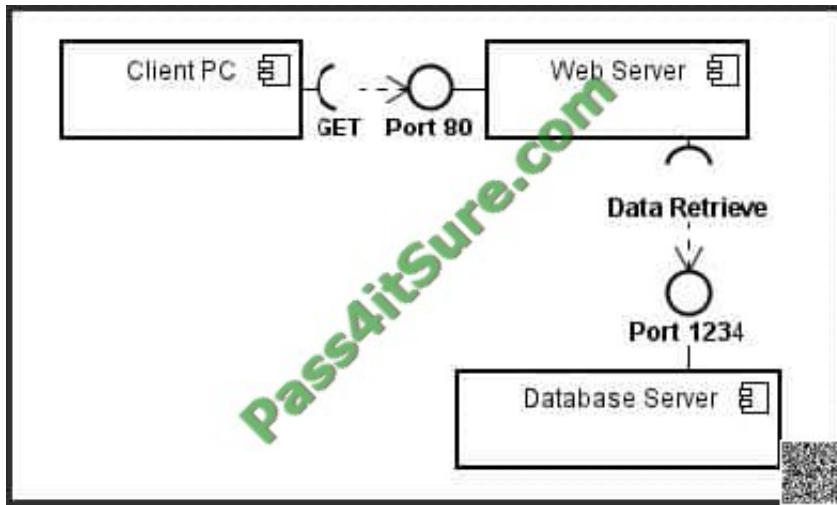 Client PC
Web Server
GET
Port 80
Data Retrieve
Port 1234
Database Server
Pass4itSure.com